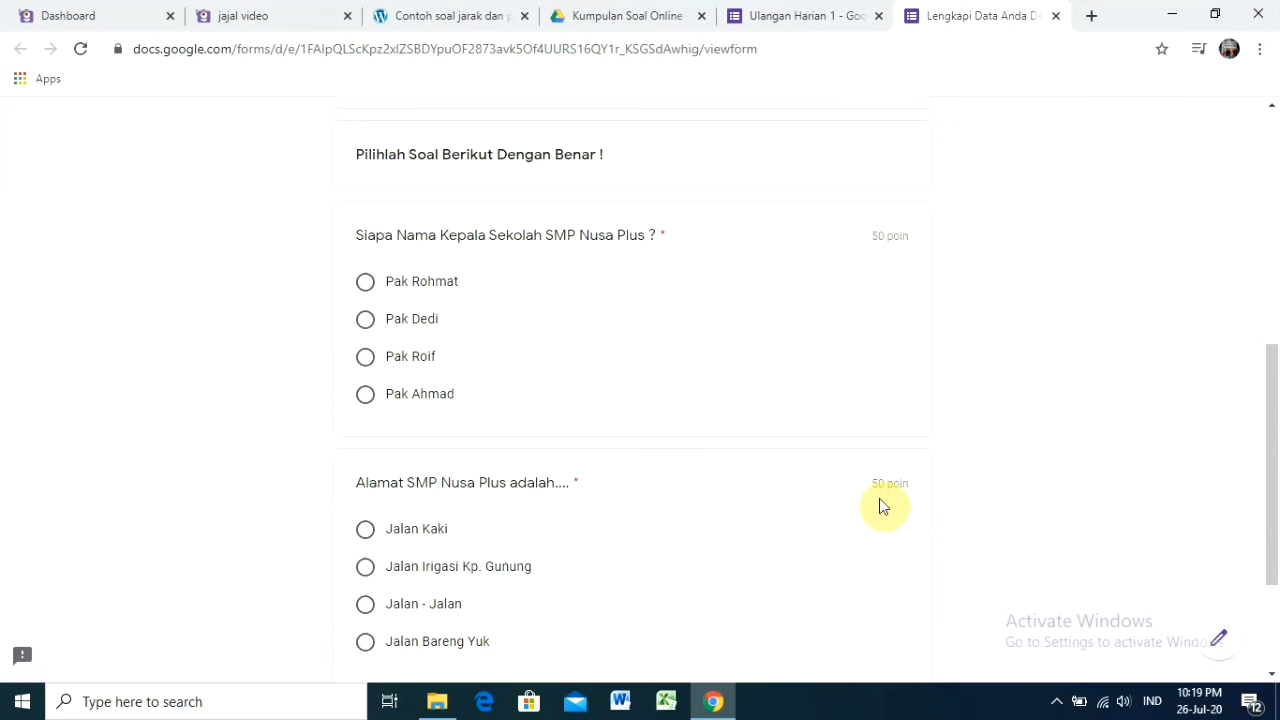 Dashboard
jajal video
Contoh soal jarak dan p
Kumpulan Soal Online
Ulangan Harian 1 - Goo
Lengkapi Data Anda De
docs.google.com/forms/d/e/1FAIpQLScKpz2xlZSBDYpuOF2873avk5Of4UURS16QY1r_KSGSdAwhig/viewform
Apps
Pilihlah Soal Berikut Dengan Benar !
Siapa Nama Kepala Sekolah SMP Nusa Plus ? *
50 poin
Pak Rohmat
Pak Dedi
Pak Roif
Pak Ahmad
Alamat SMP Nusa Plus adalah.... *
50 poin
Jalan Kaki
Jalan Irigasi Kp. Gunung
Jalan - Jalan
Jalan Bareng Yuk
Activate Windows
Go to Settings to activate Windows.
Type here to search
IND
10:19 PM
26-Jul-20
12